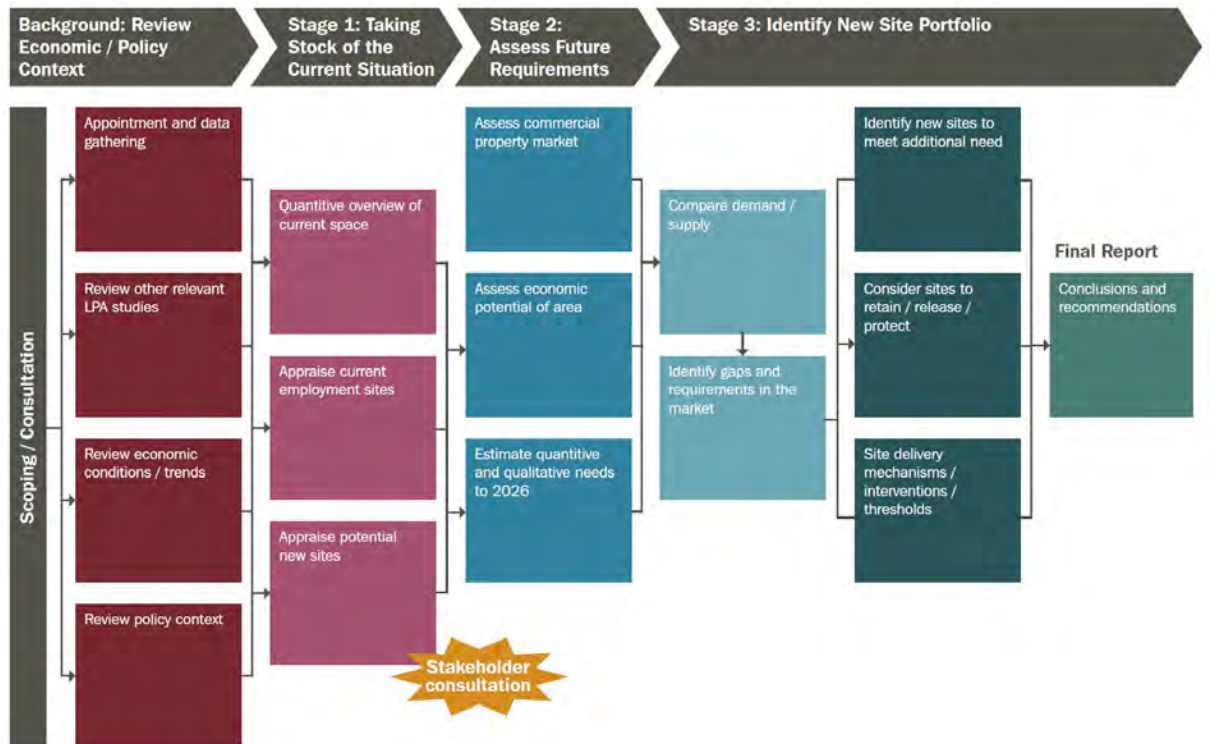 Background: Review
Economic / Policy
Context
Stage 1: Taking
Stock of the
Current Situation
Stage 2:
Assess Future
Requirements
Stage 3: Identify New Site Portfolio
Scoping / Consultation
Appointment and data
gathering
Review other relevant
LPA studies
Review economic
conditions / trends
Review policy context
Quantitive overview of
current space
Appraise current
employment sites
Appraise potential
new sites
Stakeholder
consultation
Assess commercial
property market
Assess economic
potential of area
Estimate quantitive
and qualitative needs
to 2026
Compare demand /
supply
Identify gaps and
requirements in the
market
Identify new sites to
meet additional need
Consider sites to
retain / release /
protect
Site delivery
mechanisms /
interventions /
thresholds
Final Report
Conclusions and
recommendations